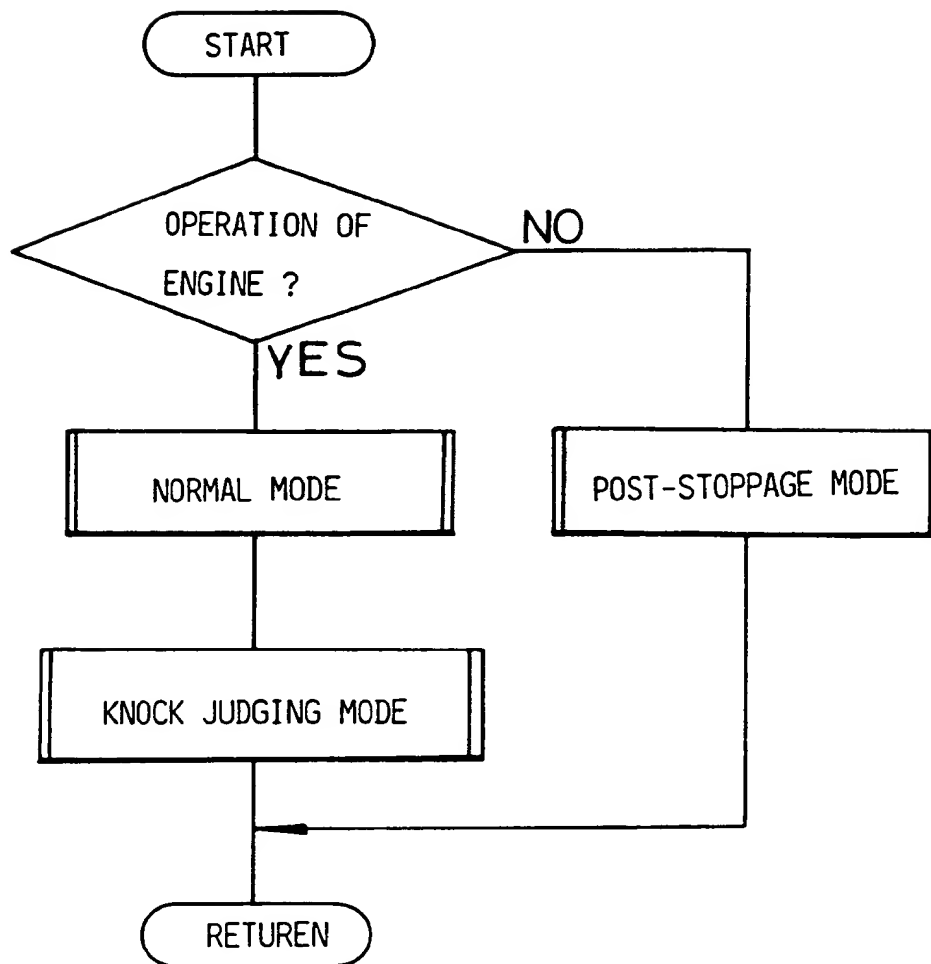 START
OPERATION OF
ENGINE ?
NO
YES
NORMAL MODE
POST-STOPPAGE MODE
KNOCK JUDGING MODE
RETUREN